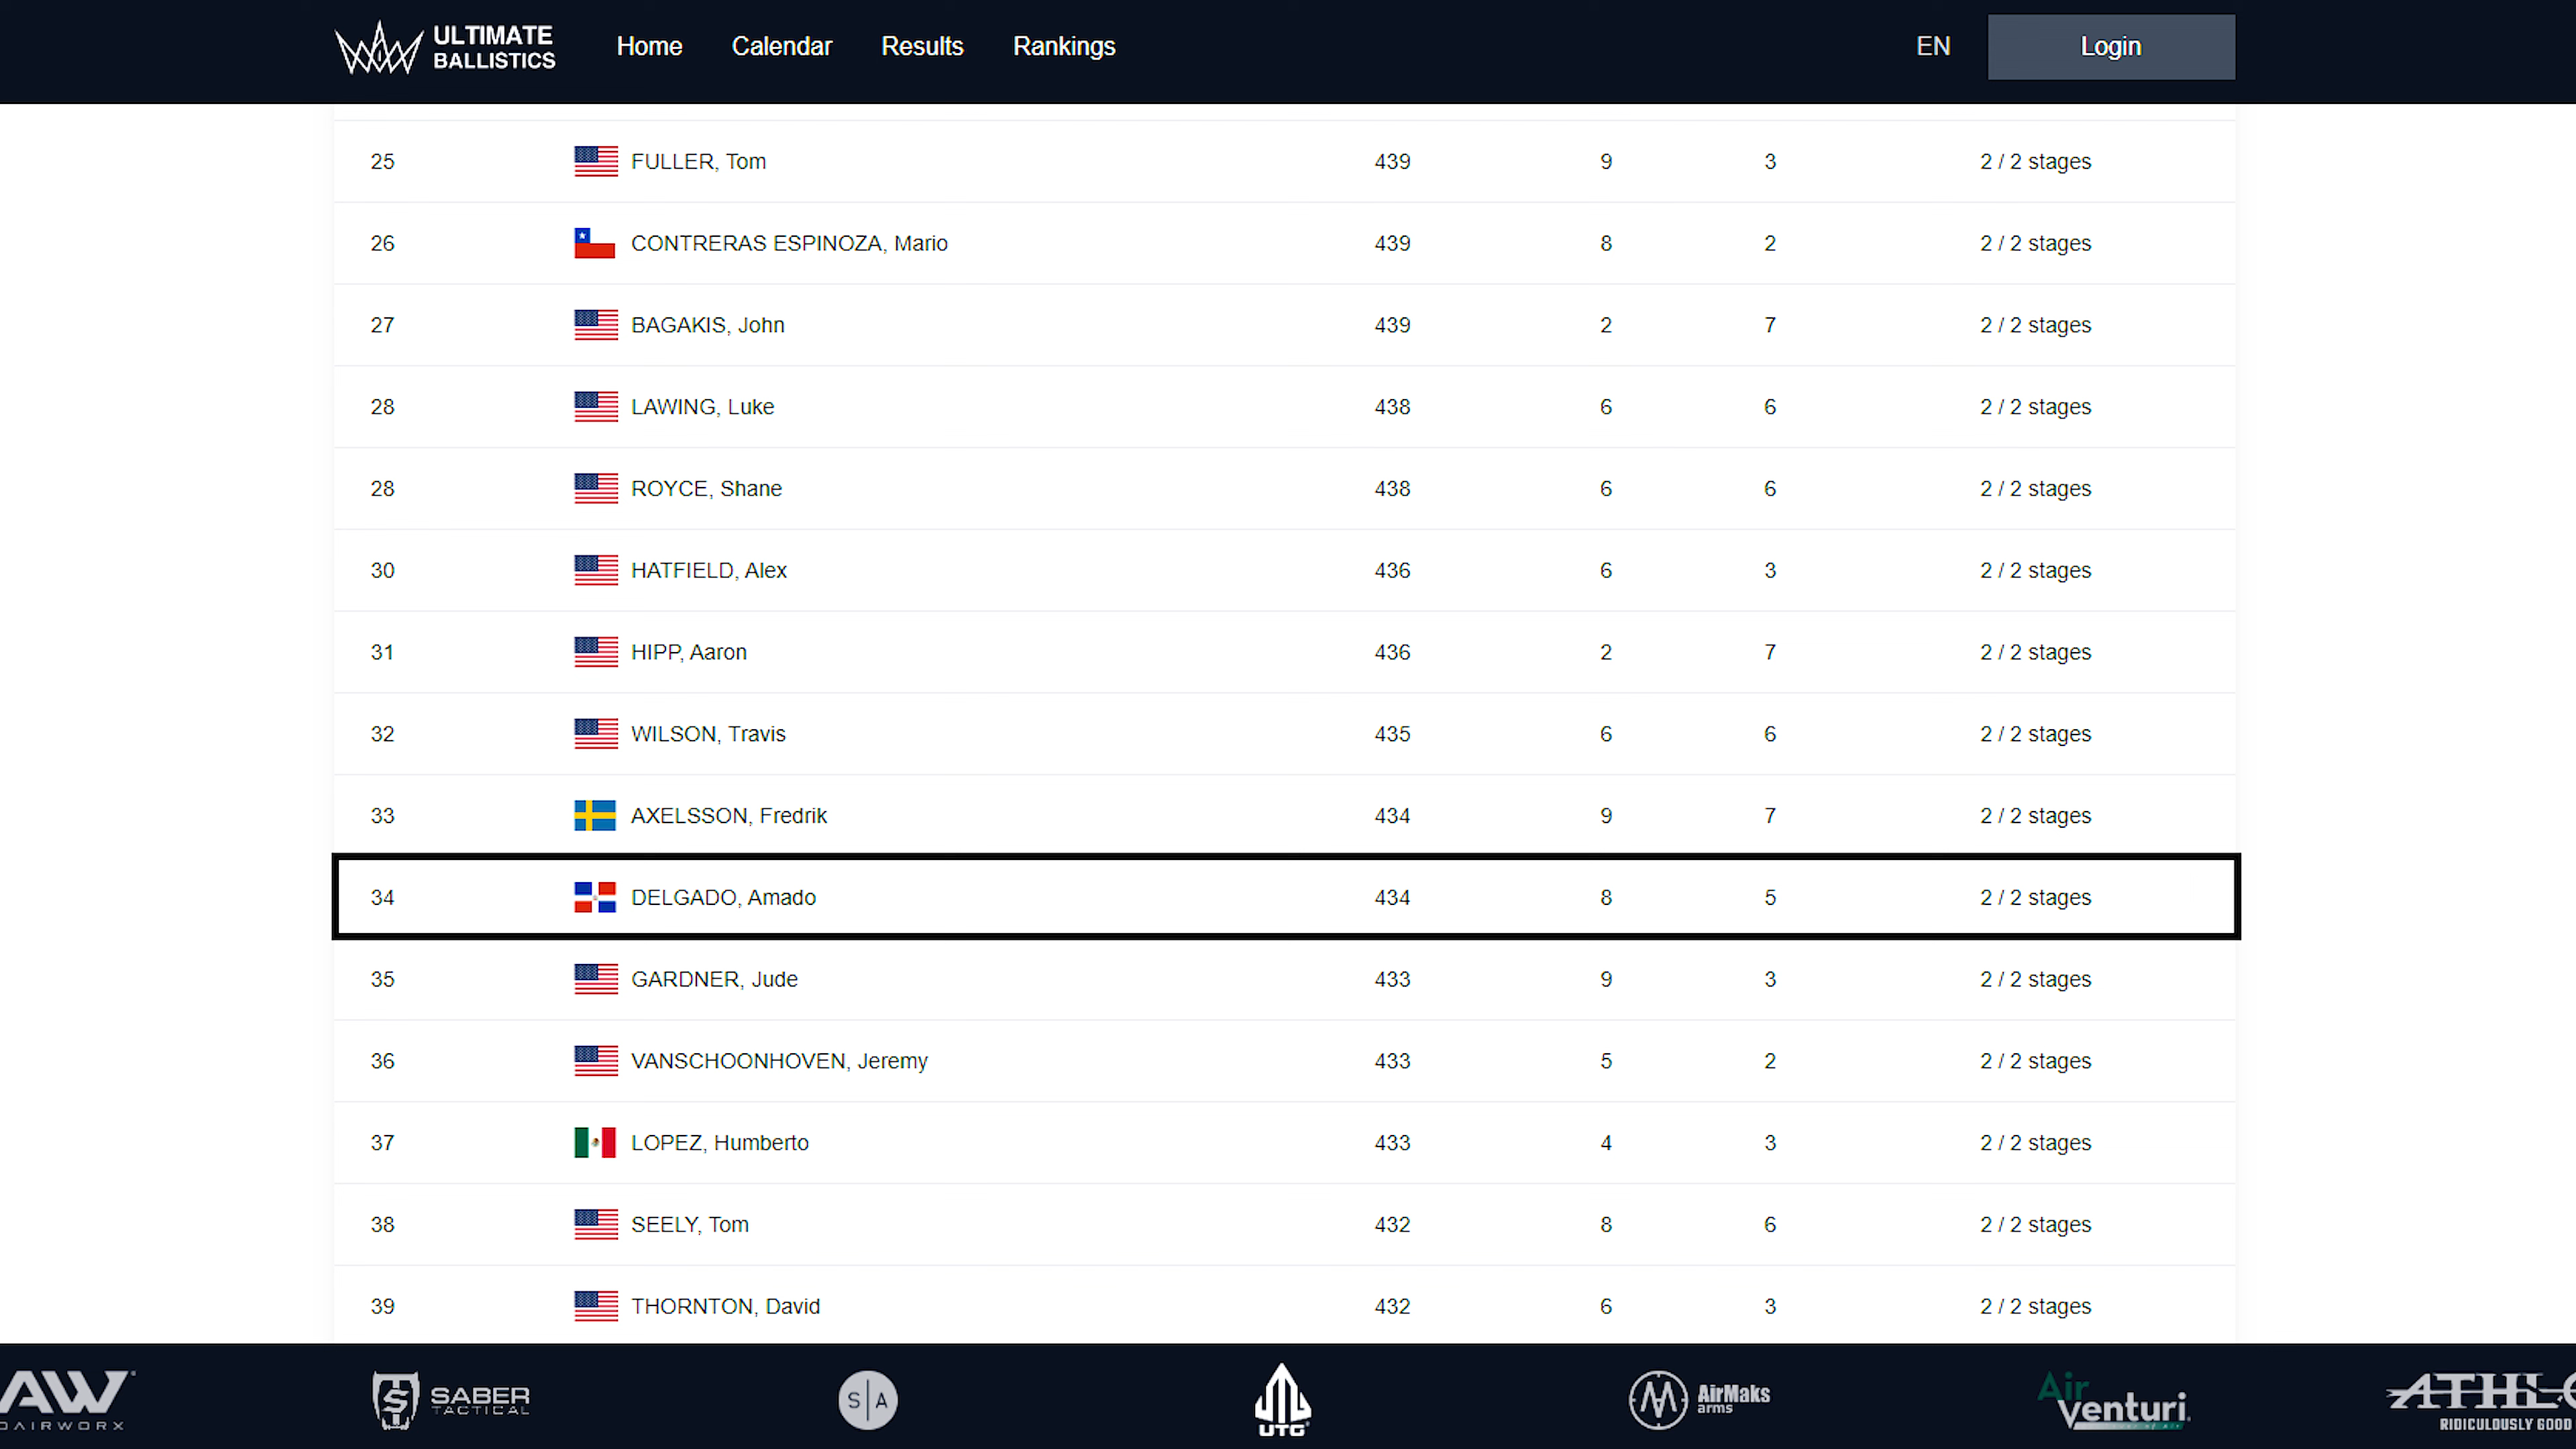 ULTIMATE BALLISTICS Home Calendar Results Rankings EN Login
25 FULLER, Tom 439 9 3 2 / 2 stages
26 CONTRERAS ESPINOZA, Mario 439 8 2 2 / 2 stages
27 BAGAKIS, John 439 2 7 2 / 2 stages
28 LAWING, Luke 438 6 6 2 / 2 stages
28 ROYCE, Shane 438 6 6 2 / 2 stages
30 HATFIELD, Alex 436 6 3 2 / 2 stages
31 HIPP, Aaron 436 2 7 2 / 2 stages
32 WILSON, Travis 435 6 6 2 / 2 stages
33 AXELSSON, Fredrik 434 9 7 2 / 2 stages
34 DELGADO, Amado 434 8 5 2 / 2 stages
35 GARDNER, Jude 433 9 3 2 / 2 stages
36 VANSCHOONHOVEN, Jeremy 433 5 2 2 / 2 stages
37 LOPEZ, Humberto 433 4 3 2 / 2 stages
38 SEELY, Tom 432 8 6 2 / 2 stages
39 THORNTON, David 432 6 3 2 / 2 stages
AW DAIRWORX
SABER TACTICAL
S|A
UTG
AirMaks arms
Air Venturi
ATHLO
RIDICULOUSLY GOOD